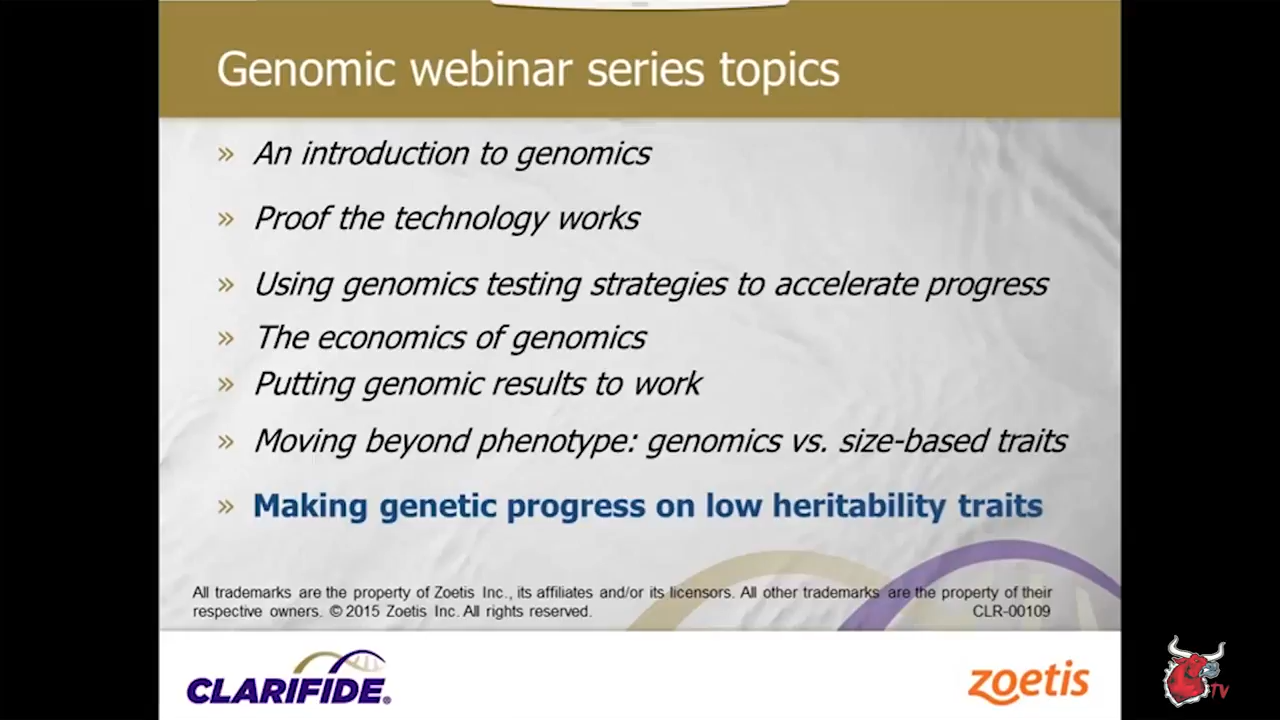 Genomic webinar series topics
» An introduction to genomics
» Proof the technology works
» Using genomics testing strategies to accelerate progress
» The economics of genomics
» Putting genomic results to work
» Moving beyond phenotype: genomics vs. size-based traits
» Making genetic progress on low heritability traits
All trademarks are the property of Zoetis Inc., its affiliates and/or its licensors. All other trademarks are the property of their
respective owners. © 2015 Zoetis Inc. All rights reserved. CLR-00109
CLARIFIDE®
zoetis
TV